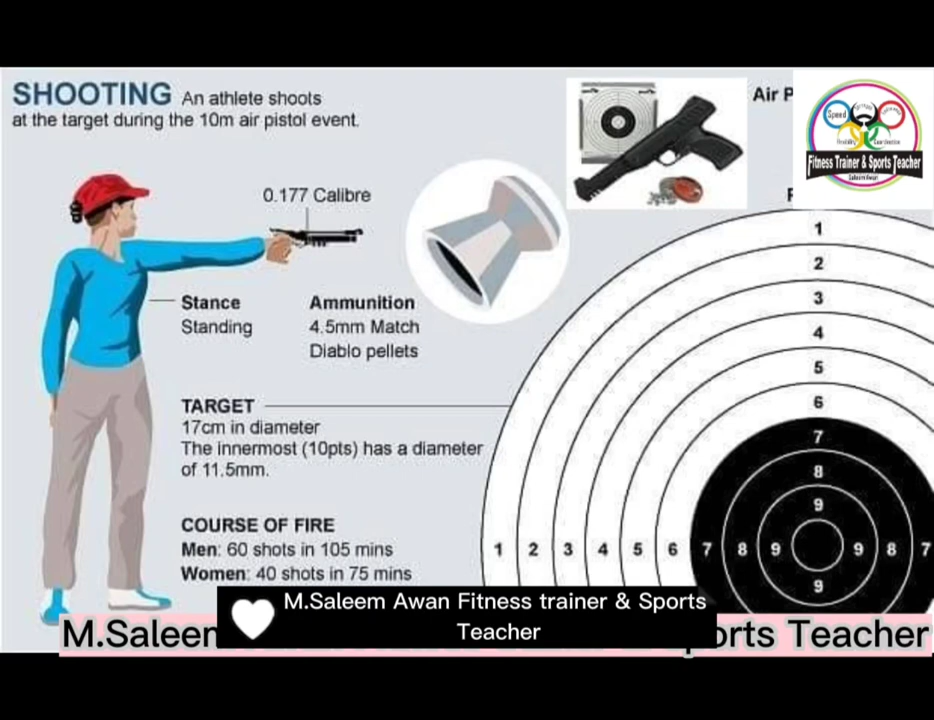 SHOOTING An athlete shoots
at the target during the 10m air pistol event.
Air P
Speed
Fitness Trainer & Sports Teacher
0.177 Calibre
Stance
Standing
Ammunition
4.5mm Match
Diablo pellets
TARGET
17cm in diameter
The innermost (10pts) has a diameter
of 11.5mm.
COURSE OF FIRE
Men: 60 shots in 105 mins
Women: 40 shots in 75 mins
1
2
3
4
5
6
7
8
9
1 2 3 4 5 6 7 8 9 9 8 7
9
M.Saleem Awan Fitness trainer & Sports
Teacher
M.Saleem
orts Teacher